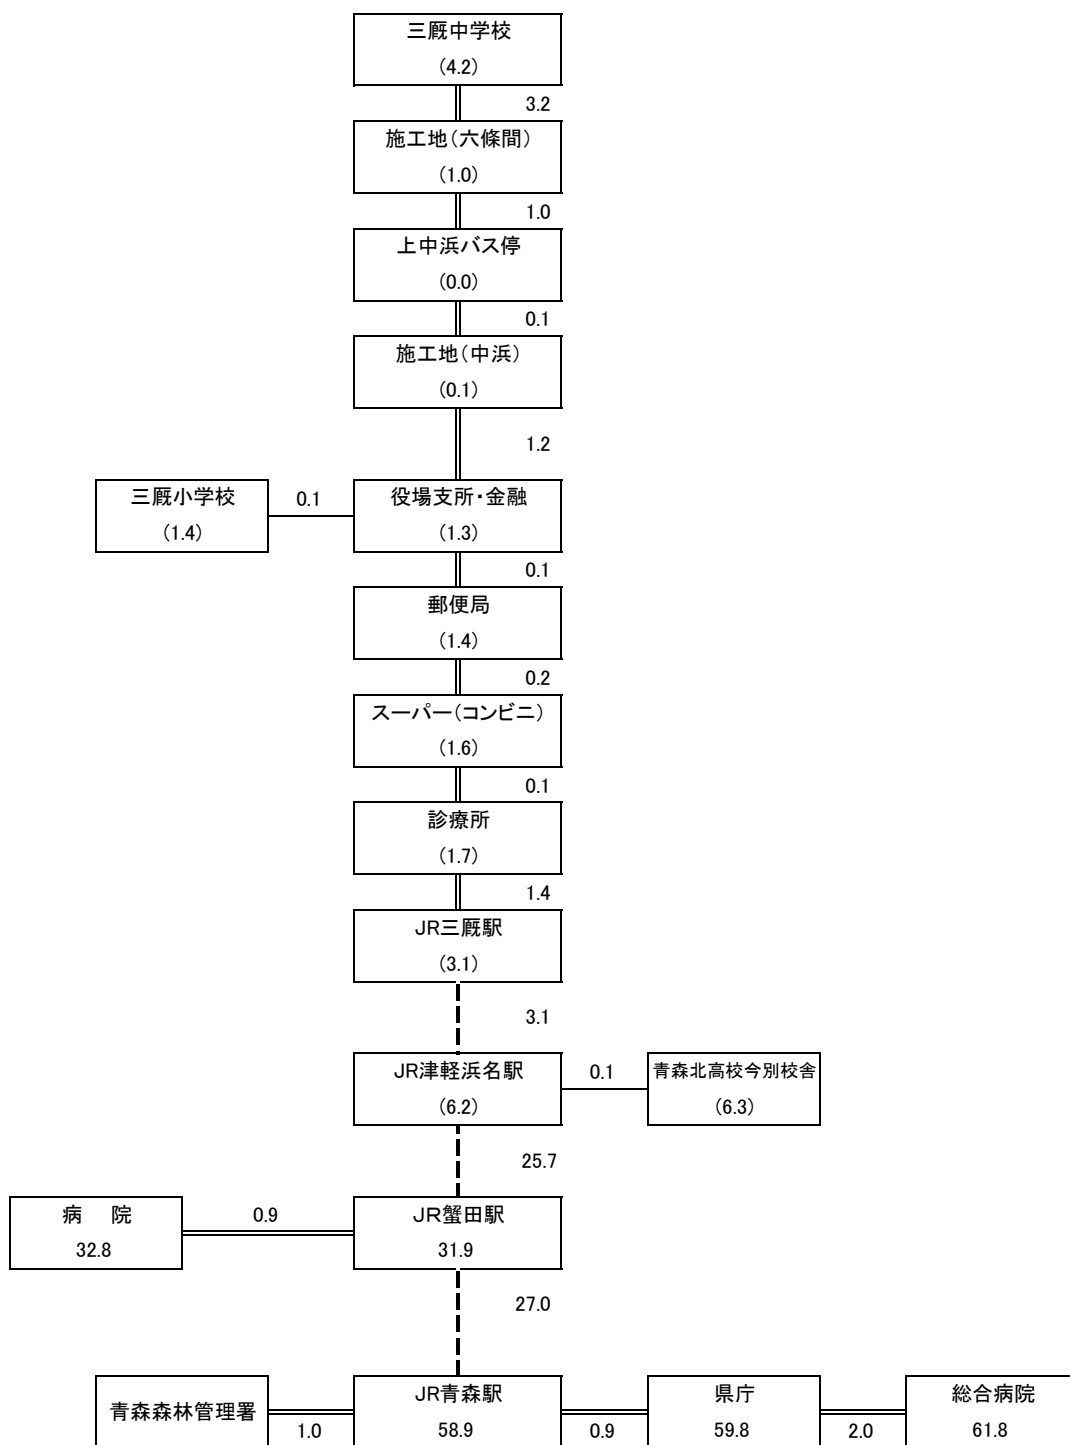 三厩中学校
(4.2)
3.2
施工地(六條間)
(1.0)
1.0
上中浜バス停
(0.0)
0.1
施工地(中浜)
(0.1)
1.2
三厩小学校
(1.4)
0.1
役場支所・金融
(1.3)
0.1
郵便局
(1.4)
0.2
スーパー(コンビニ)
(1.6)
0.1
診療所
(1.7)
1.4
JR三厩駅
(3.1)
3.1
JR津軽浜名駅
(6.2)
0.1
青森北高校今別校舎
(6.3)
25.7
病 院
32.8
0.9
JR蟹田駅
31.9
27.0
青森森林管理署
1.0
JR青森駅
58.9
0.9
県庁
59.8
2.0
総合病院
61.8